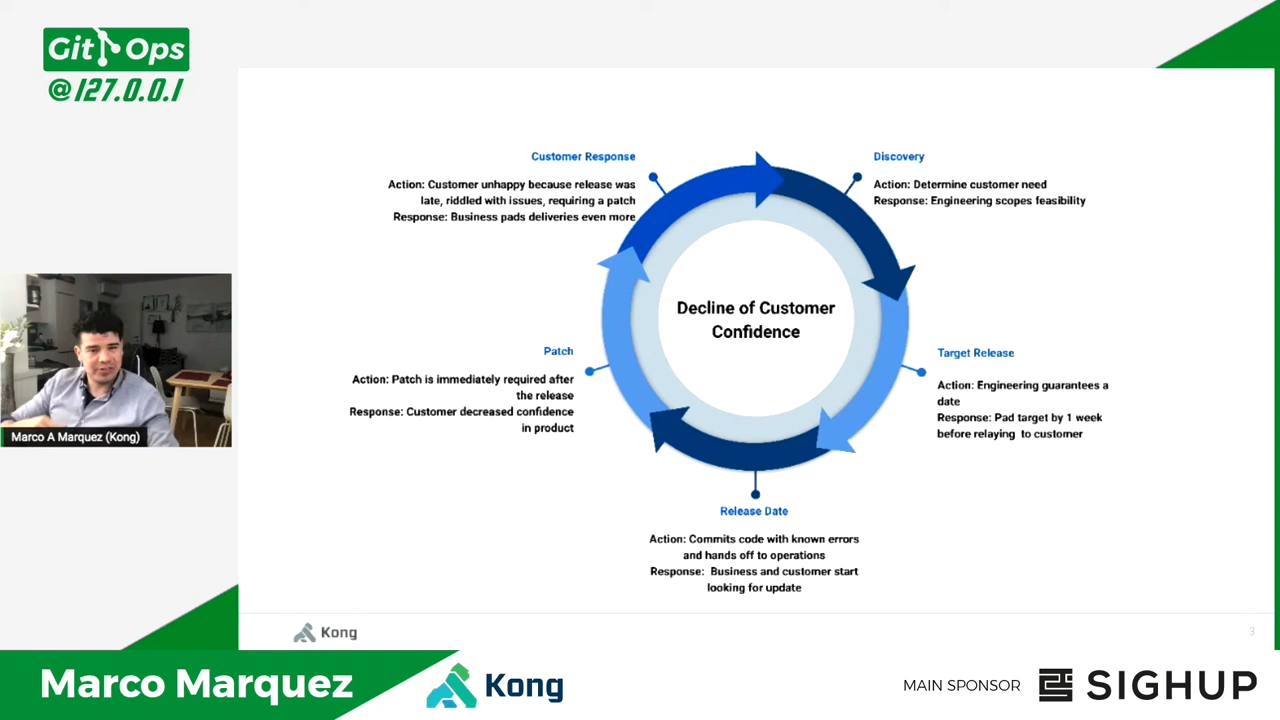 Git Ops
@127.0.0.1
Customer Response
Action: Customer unhappy because release was
late, riddled with issues, requiring a patch
Response: Business pads deliveries even more
Discovery
Action: Determine customer need
Response: Engineering scopes feasibility
Decline of Customer
Confidence
Patch
Action: Patch is immediately required after
the release
Response: Customer decreased confidence
in product
Target Release
Action: Engineering guarantees a
date
Response: Pad target by 1 week
before relaying to customer
Release Date
Action: Commits code with known errors
and hands off to operations
Response: Business and customer start
looking for update
Marco A Marquez (Kong)
Kong
3
Marco Marquez
Kong
MAIN SPONSOR
SIGHUP